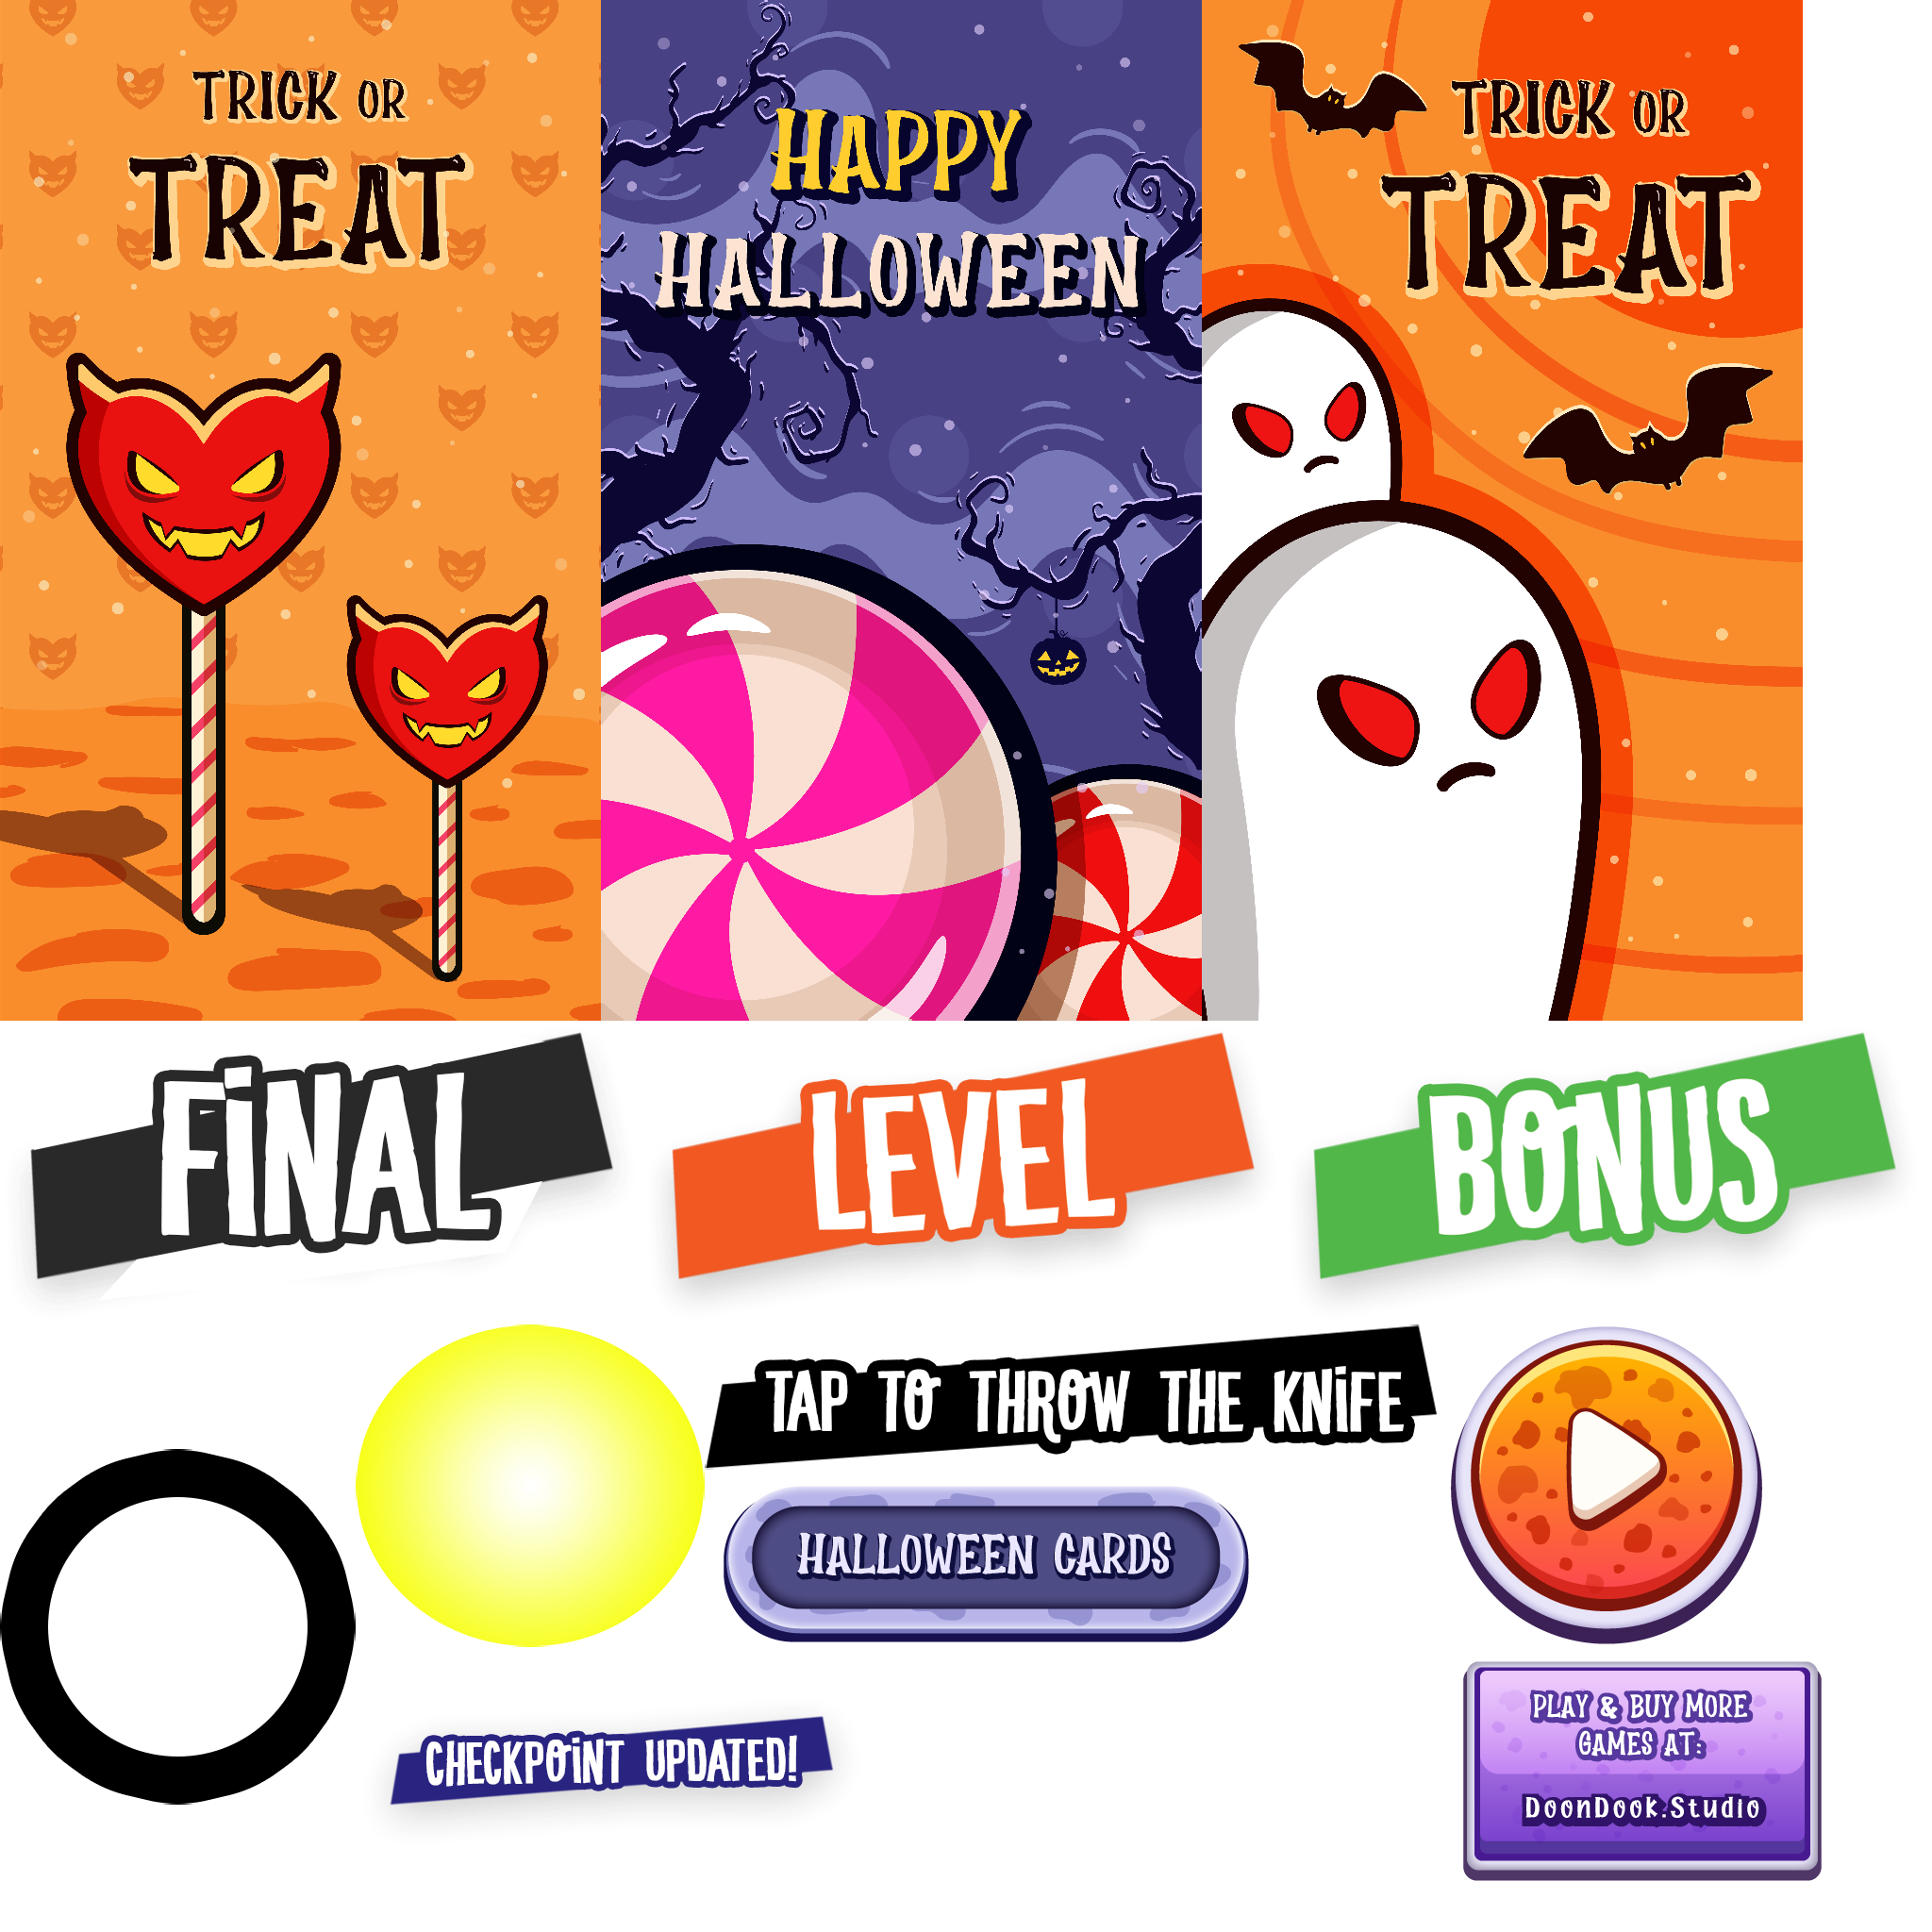 TRICK OR
TREAT
HAPPY
HALLOWEEN
TRICK OR
TREAT
FiNAL
LEVEL
BONUS
TAP TO THROW THE KNiFE
HALLOWEEN CARDS
CHECKPOiNT UPDATED!
PLAY & BUY MORE
GAMES AT:
DoonDook.Studio